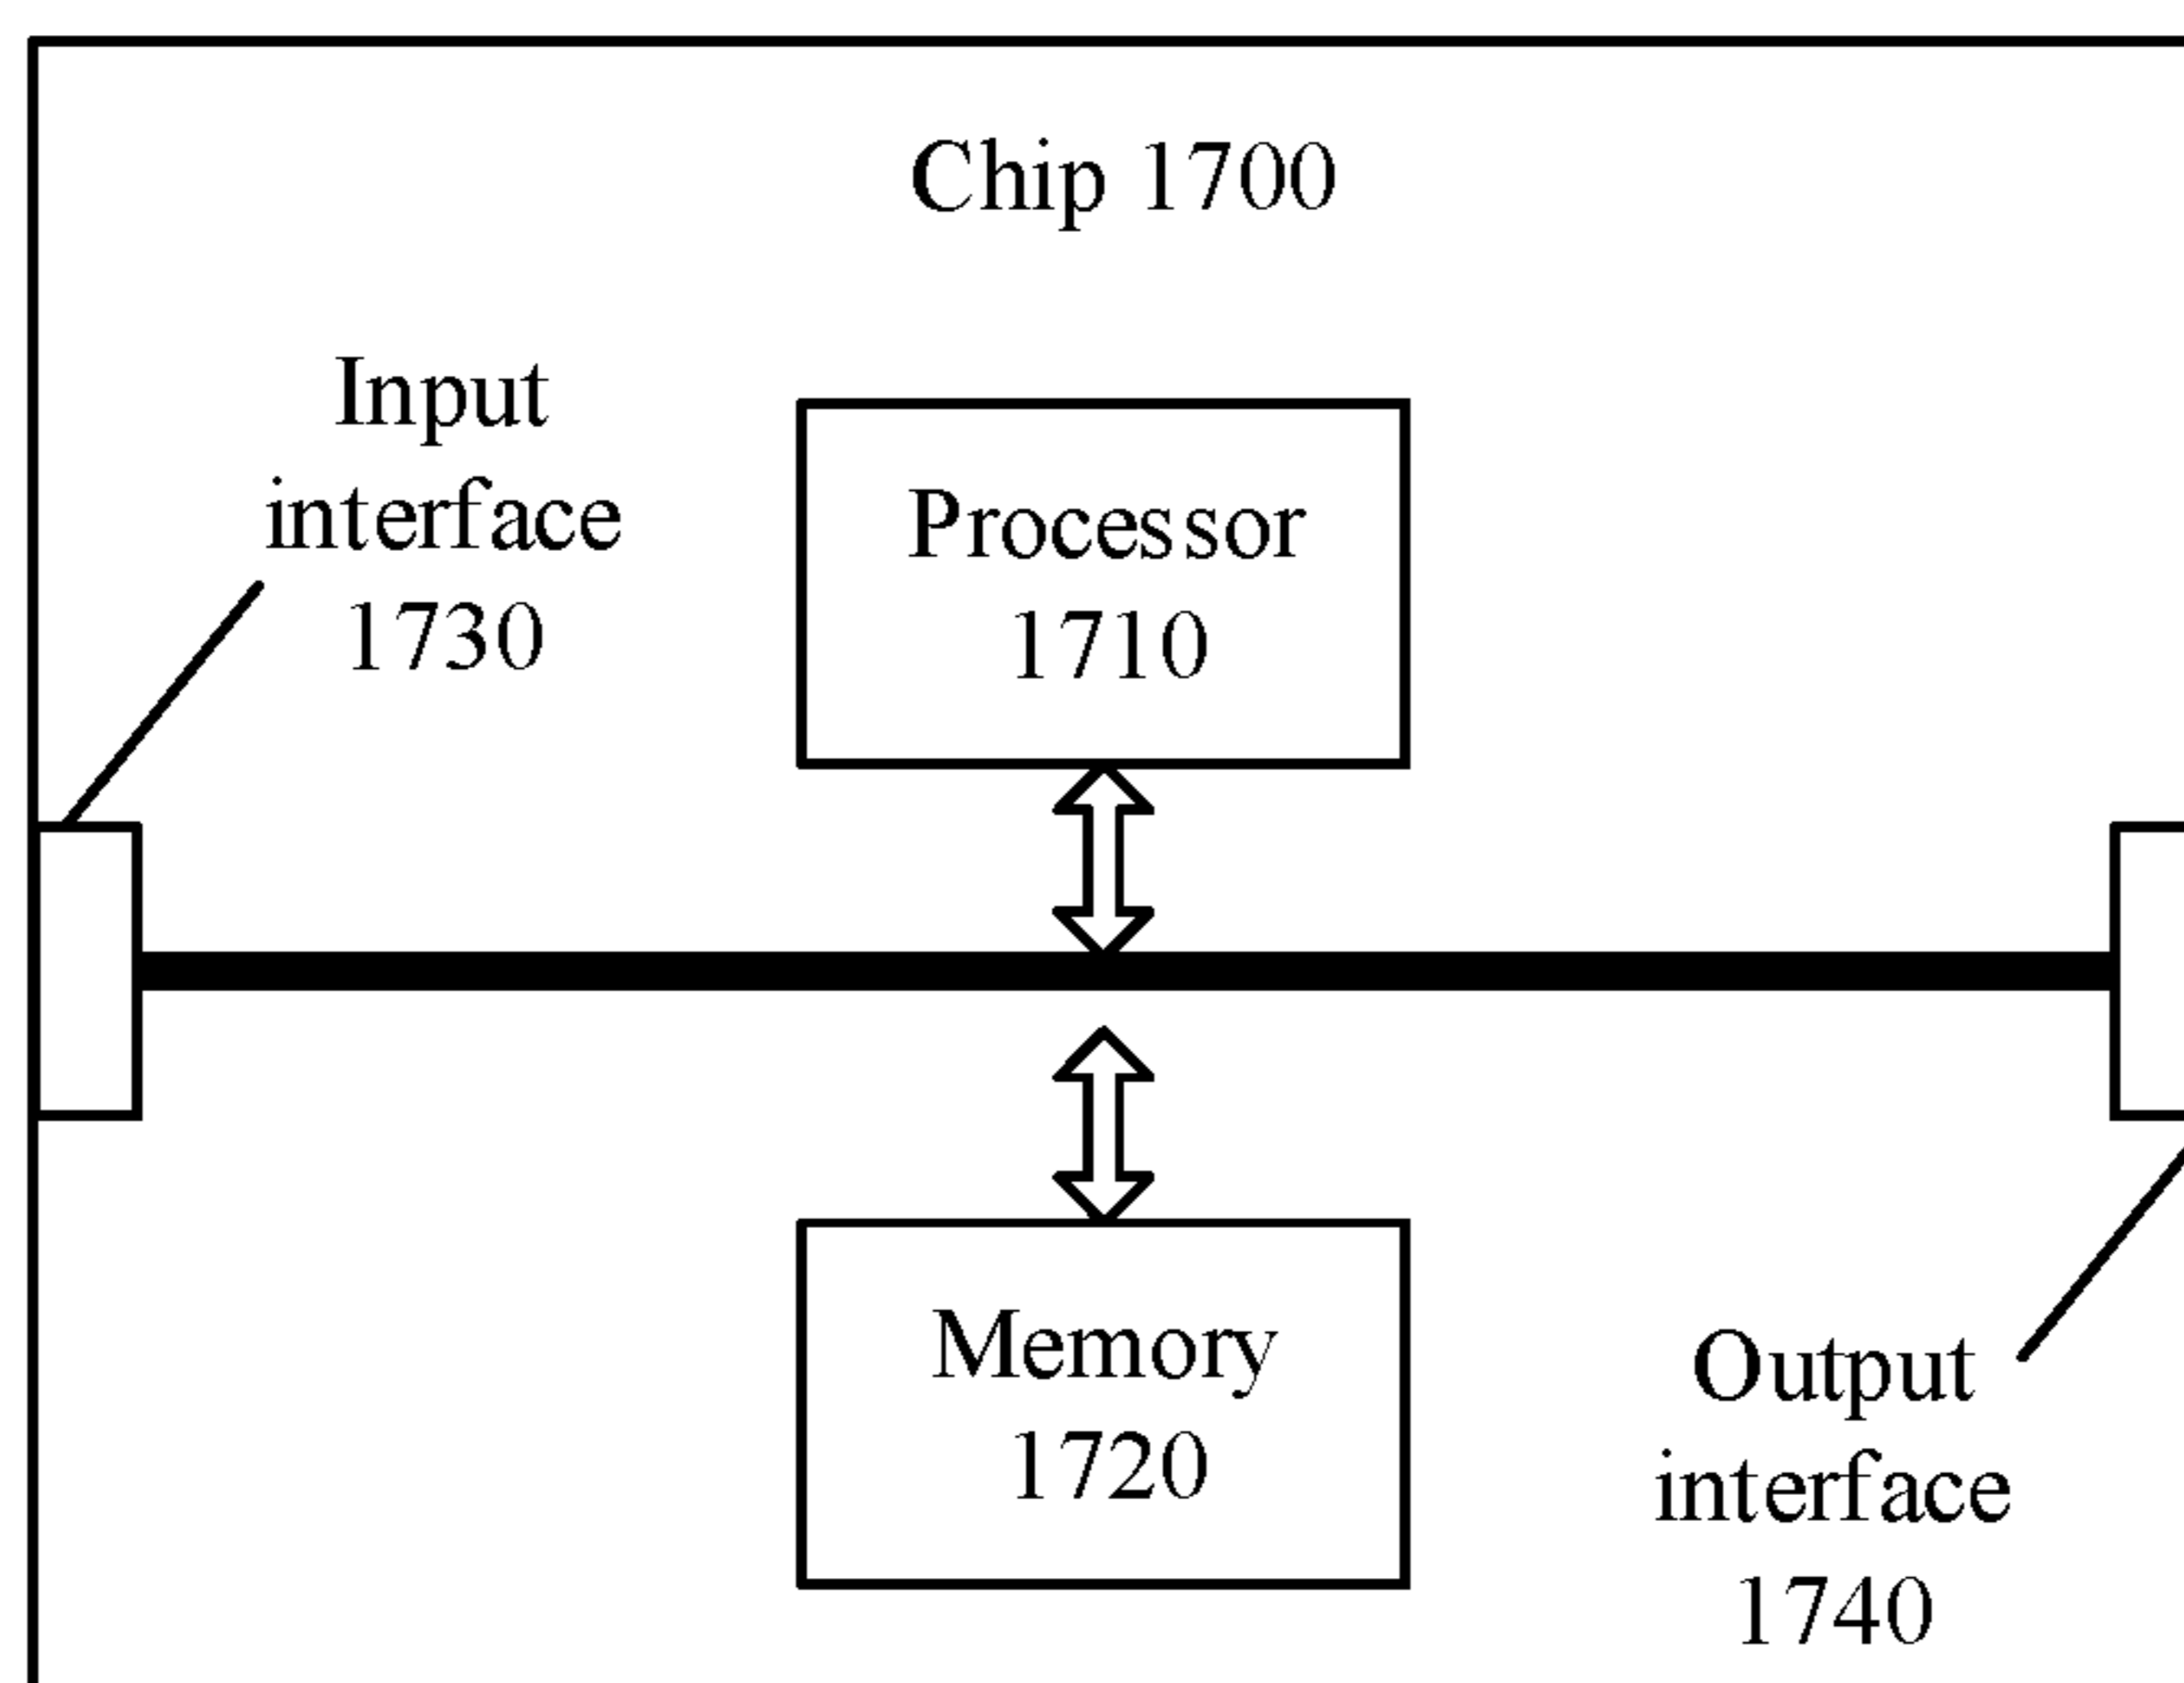 Chip 1700
Input
interface
1730
Processor
1710
Memory
1720
Output
interface
1740